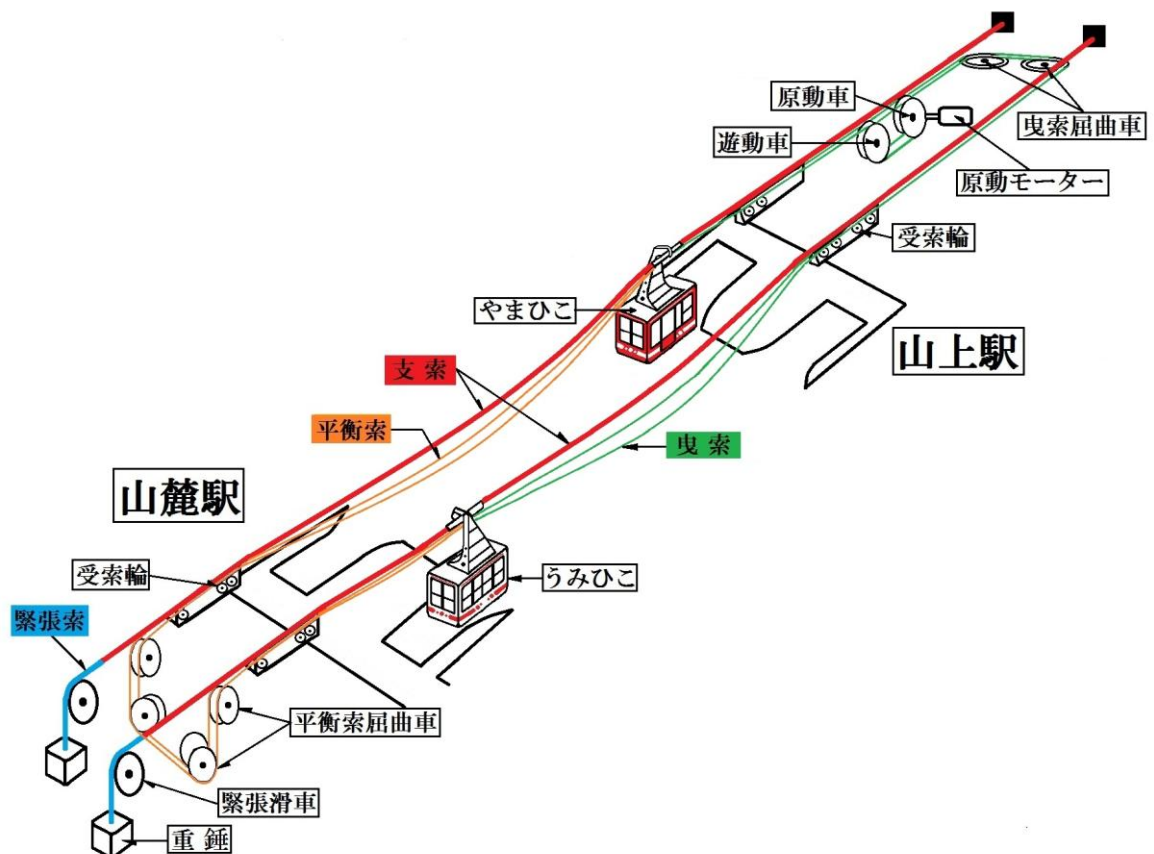 原動車
遊動車
曳索屈曲車
原動モーター
受索輪
やまひこ
山上駅
支索
平衡索
曳索
山麓駅
受索輪
うみひこ
緊張索
平衡索屈曲車
緊張滑車
重錘